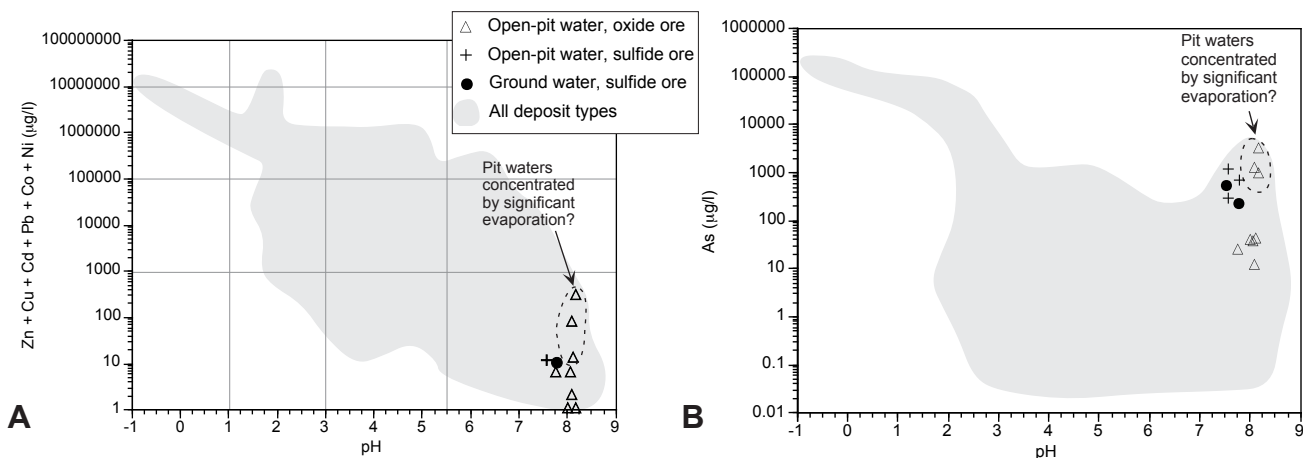 100000000
10000000
1000000
100000
10000
1000
100
10
1
Zn + Cu + Cd + Pb + Co + Ni (µg/l)
-1 0 1 2 3 4 5 6 7 8 9
pH
A
Open-pit water, oxide ore
Open-pit water, sulfide ore
Ground water, sulfide ore
All deposit types
Pit waters
concentrated
by significant
evaporation?
1000000
100000
10000
1000
100
5
1
0.1
0.01
As (µg/l)
-1 0 1 2 3 4 5 6 7 8 9
pH
B
Pit waters
concentrated
by significant
evaporation?